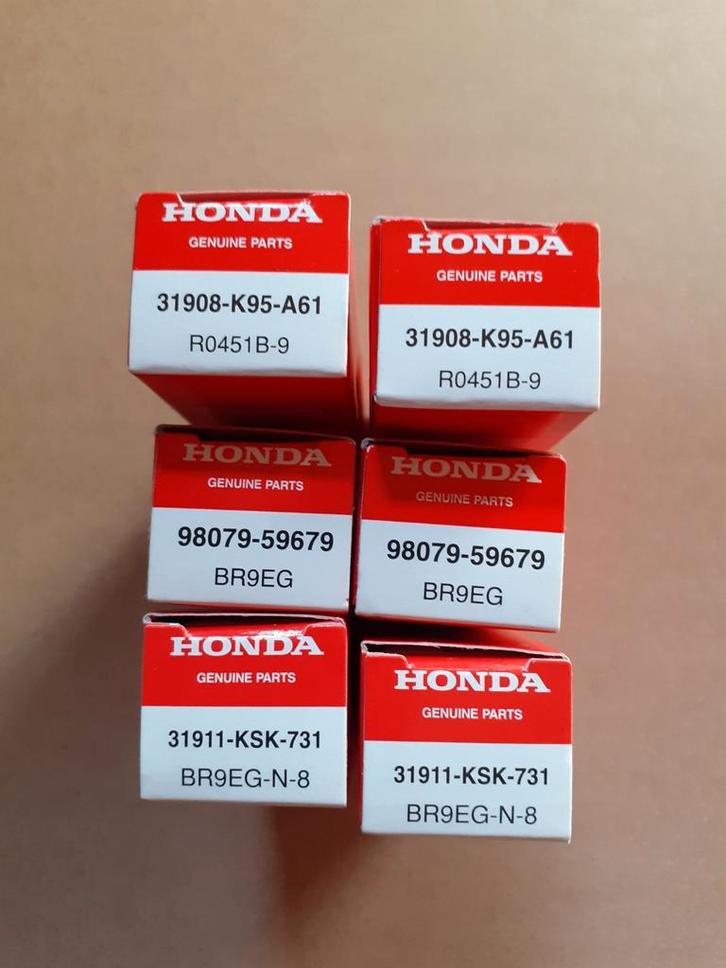 HONDA
GENUINE PARTS
31908-K95-A61
R0451B-9
HONDA
GENUINE PARTS
31908-K95-A61
R0451B-9
HONDA
GENUINE PARTS
98079-59679
BR9EG
HONDA
GENUINE PARTS
98079-59679
BR9EG
HONDA
GENUINE PARTS
31911-KSK-731
BR9EG-N-8
HONDA
GENUINE PARTS
31911-KSK-731
BR9EG-N-8